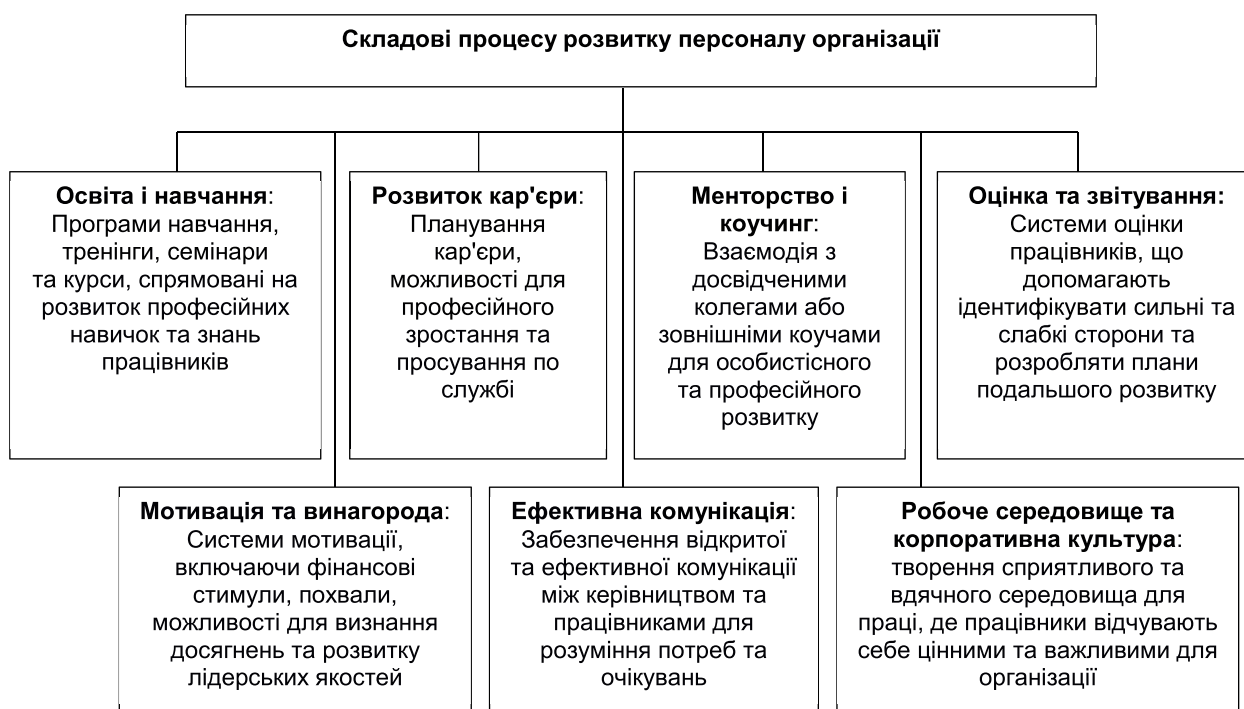 Складові процесу розвитку персоналу організації
Освіта і навчання:
Програми навчання,
тренінги, семінари
та курси, спрямовані на
розвиток професійних
навичок та знань
працівників
Розвиток кар'єри:
Планування
кар'єри,
можливості для
професійного
зростання та
просування по
службі
Менторство і
коучинг:
Взаємодія з
досвідченими
колегами або
зовнішніми коучами
для особистісного
та професійного
розвитку
Оцінка та звітування:
Системи оцінки
працівників, що
допомагають
ідентифікувати сильні та
слабкі сторони та
розробляти плани
подальшого розвитку
Мотивація та винагорода:
Системи мотивації,
включаючи фінансові
стимули, похвали,
можливості для визнання
досягнень та розвитку
лідерських якостей
Ефективна комунікація:
Забезпечення відкритої
та ефективної комунікації
між керівництвом та
працівниками для
розуміння потреб та
очікувань
Робоче середовище та
корпоративна культура:
творення сприятливого та
вдячного середовища для
праці, де працівники відчувають
себе цінними та важливими для
організації